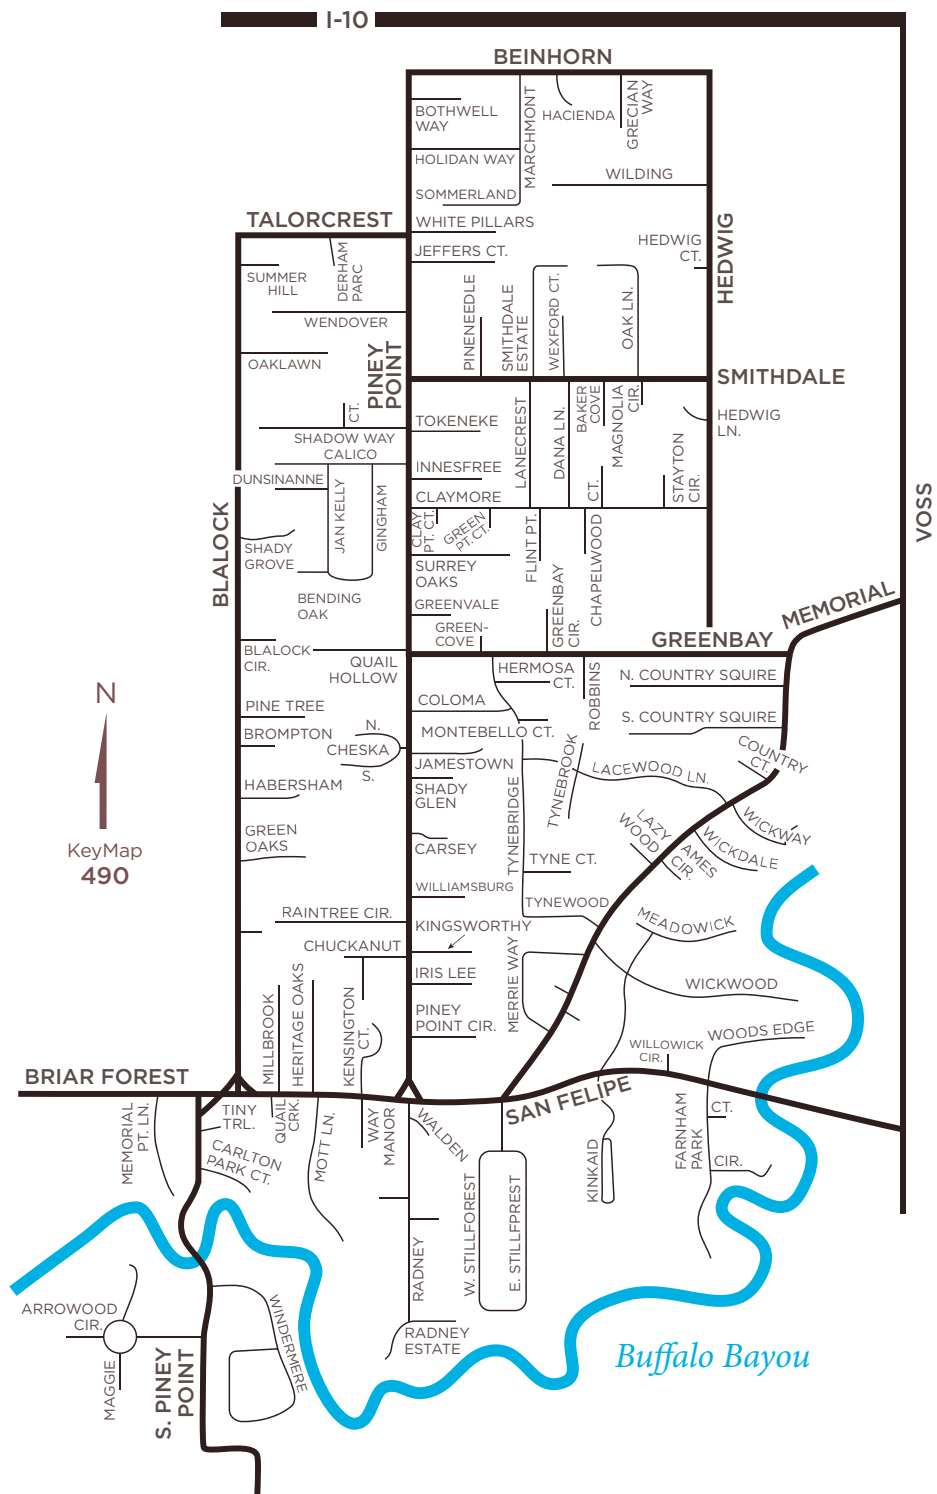 I-10
BEINHORN
BOTHWELL
WAY
MARCHMONT
HACIENDA
GRECIAN
WAY
HOLIDAN WAY
WILDING
SOMMERLAND
TALORCREST
WHITE PILLARS
HEDWIG
HEDWIG
CT.
JEFFERS CT.
SUMMER
HILL
DERHAM
PARC
PINENEEDLE
SMITHDALE
ESTATE
WEXFORD CT.
OAK LN.
WENDOVER
PINEY
POINT
OAKLAWN
SMITHDALE
CT.
TOKENEKE
LANECREST
DANA LN.
BAKER
COVE
MAGNOLIA
CIR.
HEDWIG
LN.
SHADOW WAY
CALICO
INNESFREE
STAYTON
CIR.
CT.
DUNSINANNE
JAN KELLY
GINGHAM
CLAYMORE
VOSS
BLALOCK
CLAY
PT. CT.
GREEN
PT. CT.
FLINT PT.
CHAPELWOOD
SHADY
GROVE
SURREY
OAKS
GREENBAY
CIR.
BENDING
OAK
GREENVALE
MEMORIAL
GREEN-
COVE
GREENBAY
BLALOCK
CIR.
QUAIL
HOLLOW
HERMOSA
CT.
ROBBINS
N. COUNTRY SQUIRE
N
PINE TREE
COLOMA
S. COUNTRY SQUIRE
BROMPTON
N.
CHESKA
S.
MONTEBELLO CT.
COUNTRY
CT.
JAMESTOWN
TYNEBRIDGE
TYNEBROOK
LACEWOOD LN.
HABERSHAM
SHADY
GLEN
WICKWAY
KeyMap
490
GREEN
OAKS
CARSEY
TYNE CT.
LAZY
WOOD
AMES
CIR.
WICKDALE
WILLIAMSBURG
TYNEWOOD
RAINTREE CIR.
KINGSWORTHY
MEADOWICK
CHUCKANUT
MERRIE WAY
IRIS LEE
WICKWOOD
MILLBROOK
HERITAGE OAKS
KENSINGTON
CT.
PINEY
POINT CIR.
WILLOWICK
CIR.
WOODS EDGE
BRIAR FOREST
SAN FELIPE
MEMORIAL
PT. LN.
TINY
TRL.
QUAIL
CRK.
MOTT LN.
WAY
MANOR
WALDEN
FARNHAM
PARK
CT.
CARLTON
PARK CT.
KINKAID
CIR.
W. STILLFOREST
E. STILLFPREST
RADNEY
ARROWOOD
CIR.
WINDERMERE
RADNEY
ESTATE
MAGGIE
S. PINEY
POINT
Buffalo Bayou